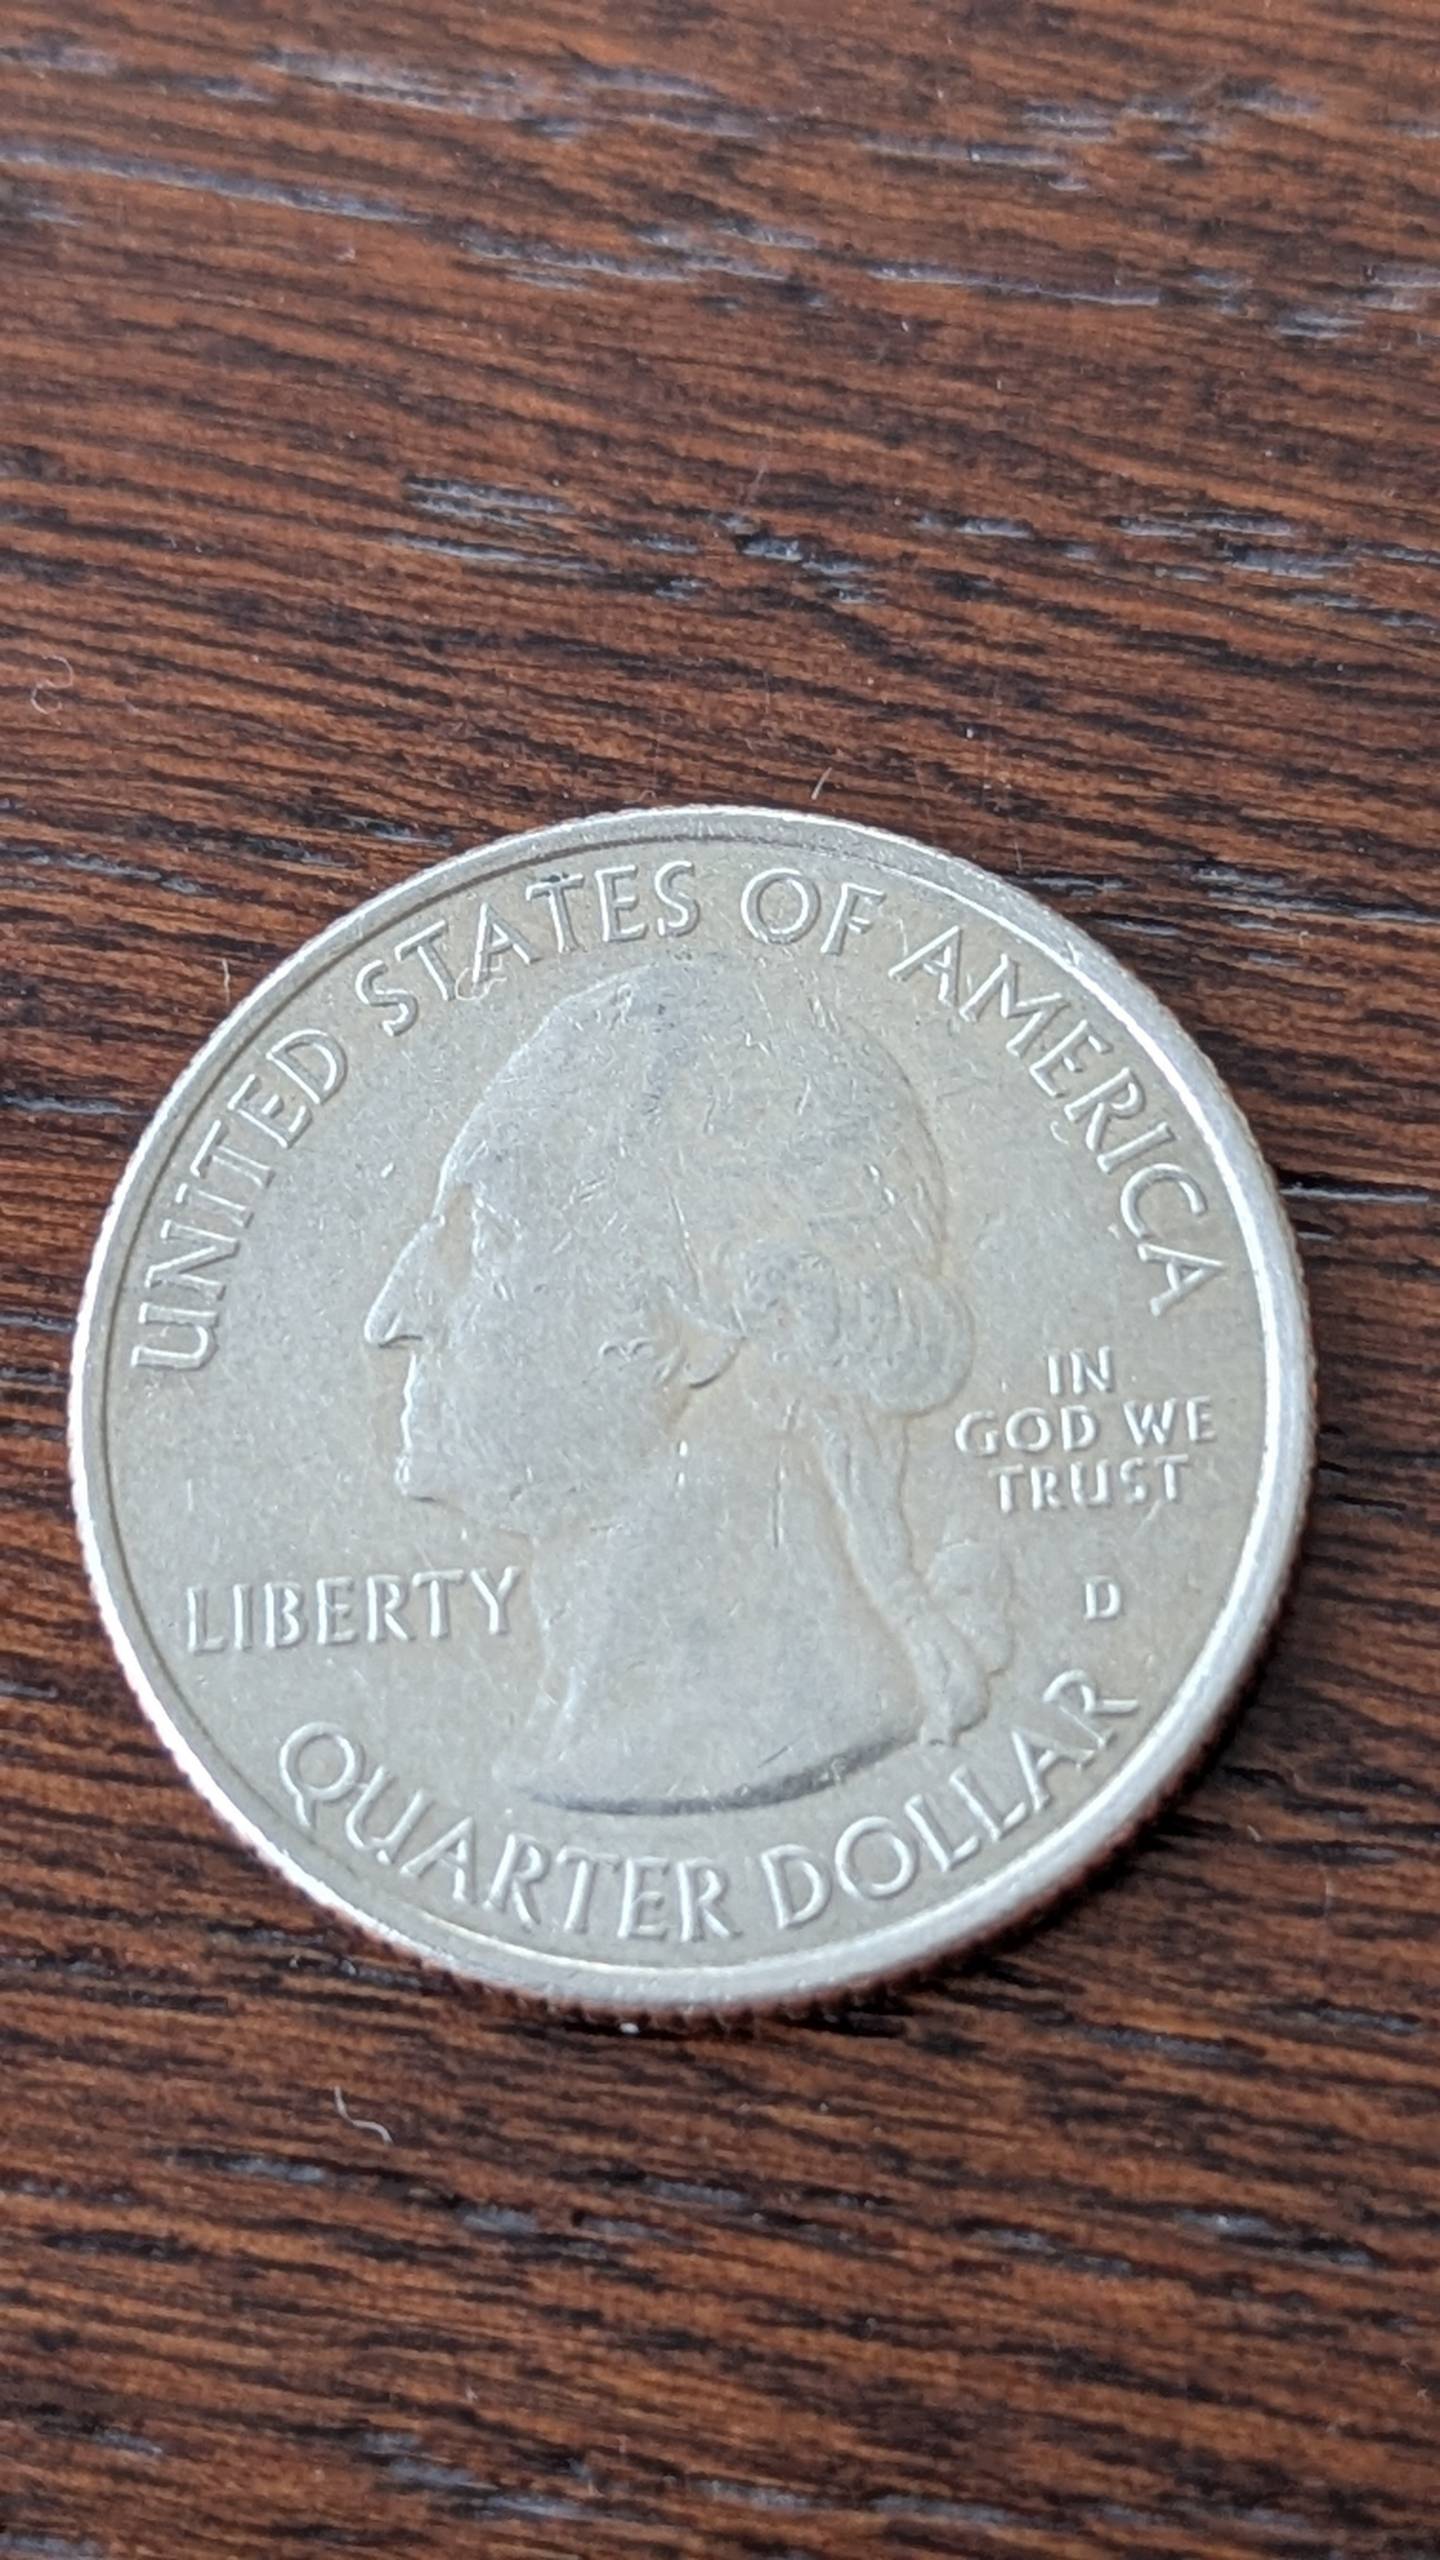 UNITED STATES OF AMERICA
IN
GOD WE
TRUST
LIBERTY
D
QUARTER DOLLAR